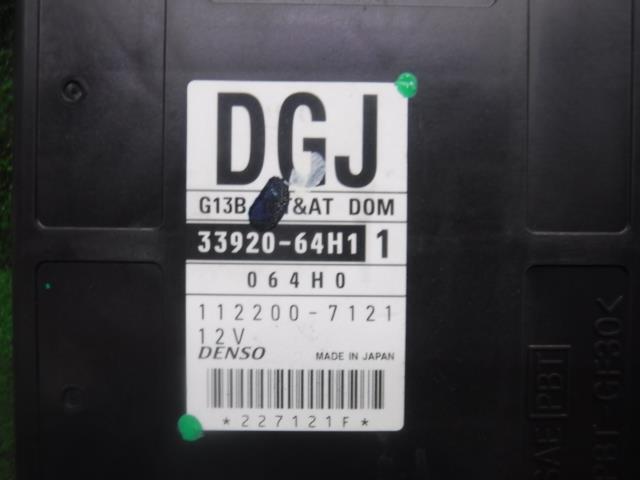 DGJ
G13B &AT DOM
33920-64H1 1
064H0
112200-7121
12V
DENSO MADE IN JAPAN
*227121F*
SAE PBT
PBT-GF30<